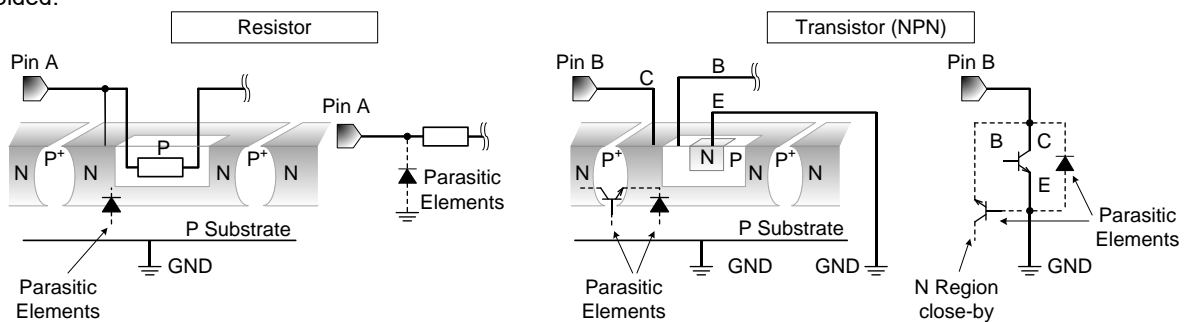 Resistor
Transistor (NPN)
Pin A
Pin B
C
B
E
Pin B
Pin A
N
P+
N
P
P+
N
N
P+
N
P
N
P+
N
B
C
E
Parasitic
Elements
P Substrate
GND
Parasitic
Elements
P Substrate
GND
GND
Parasitic
Elements
Parasitic
Elements
GND
N Region
close-by